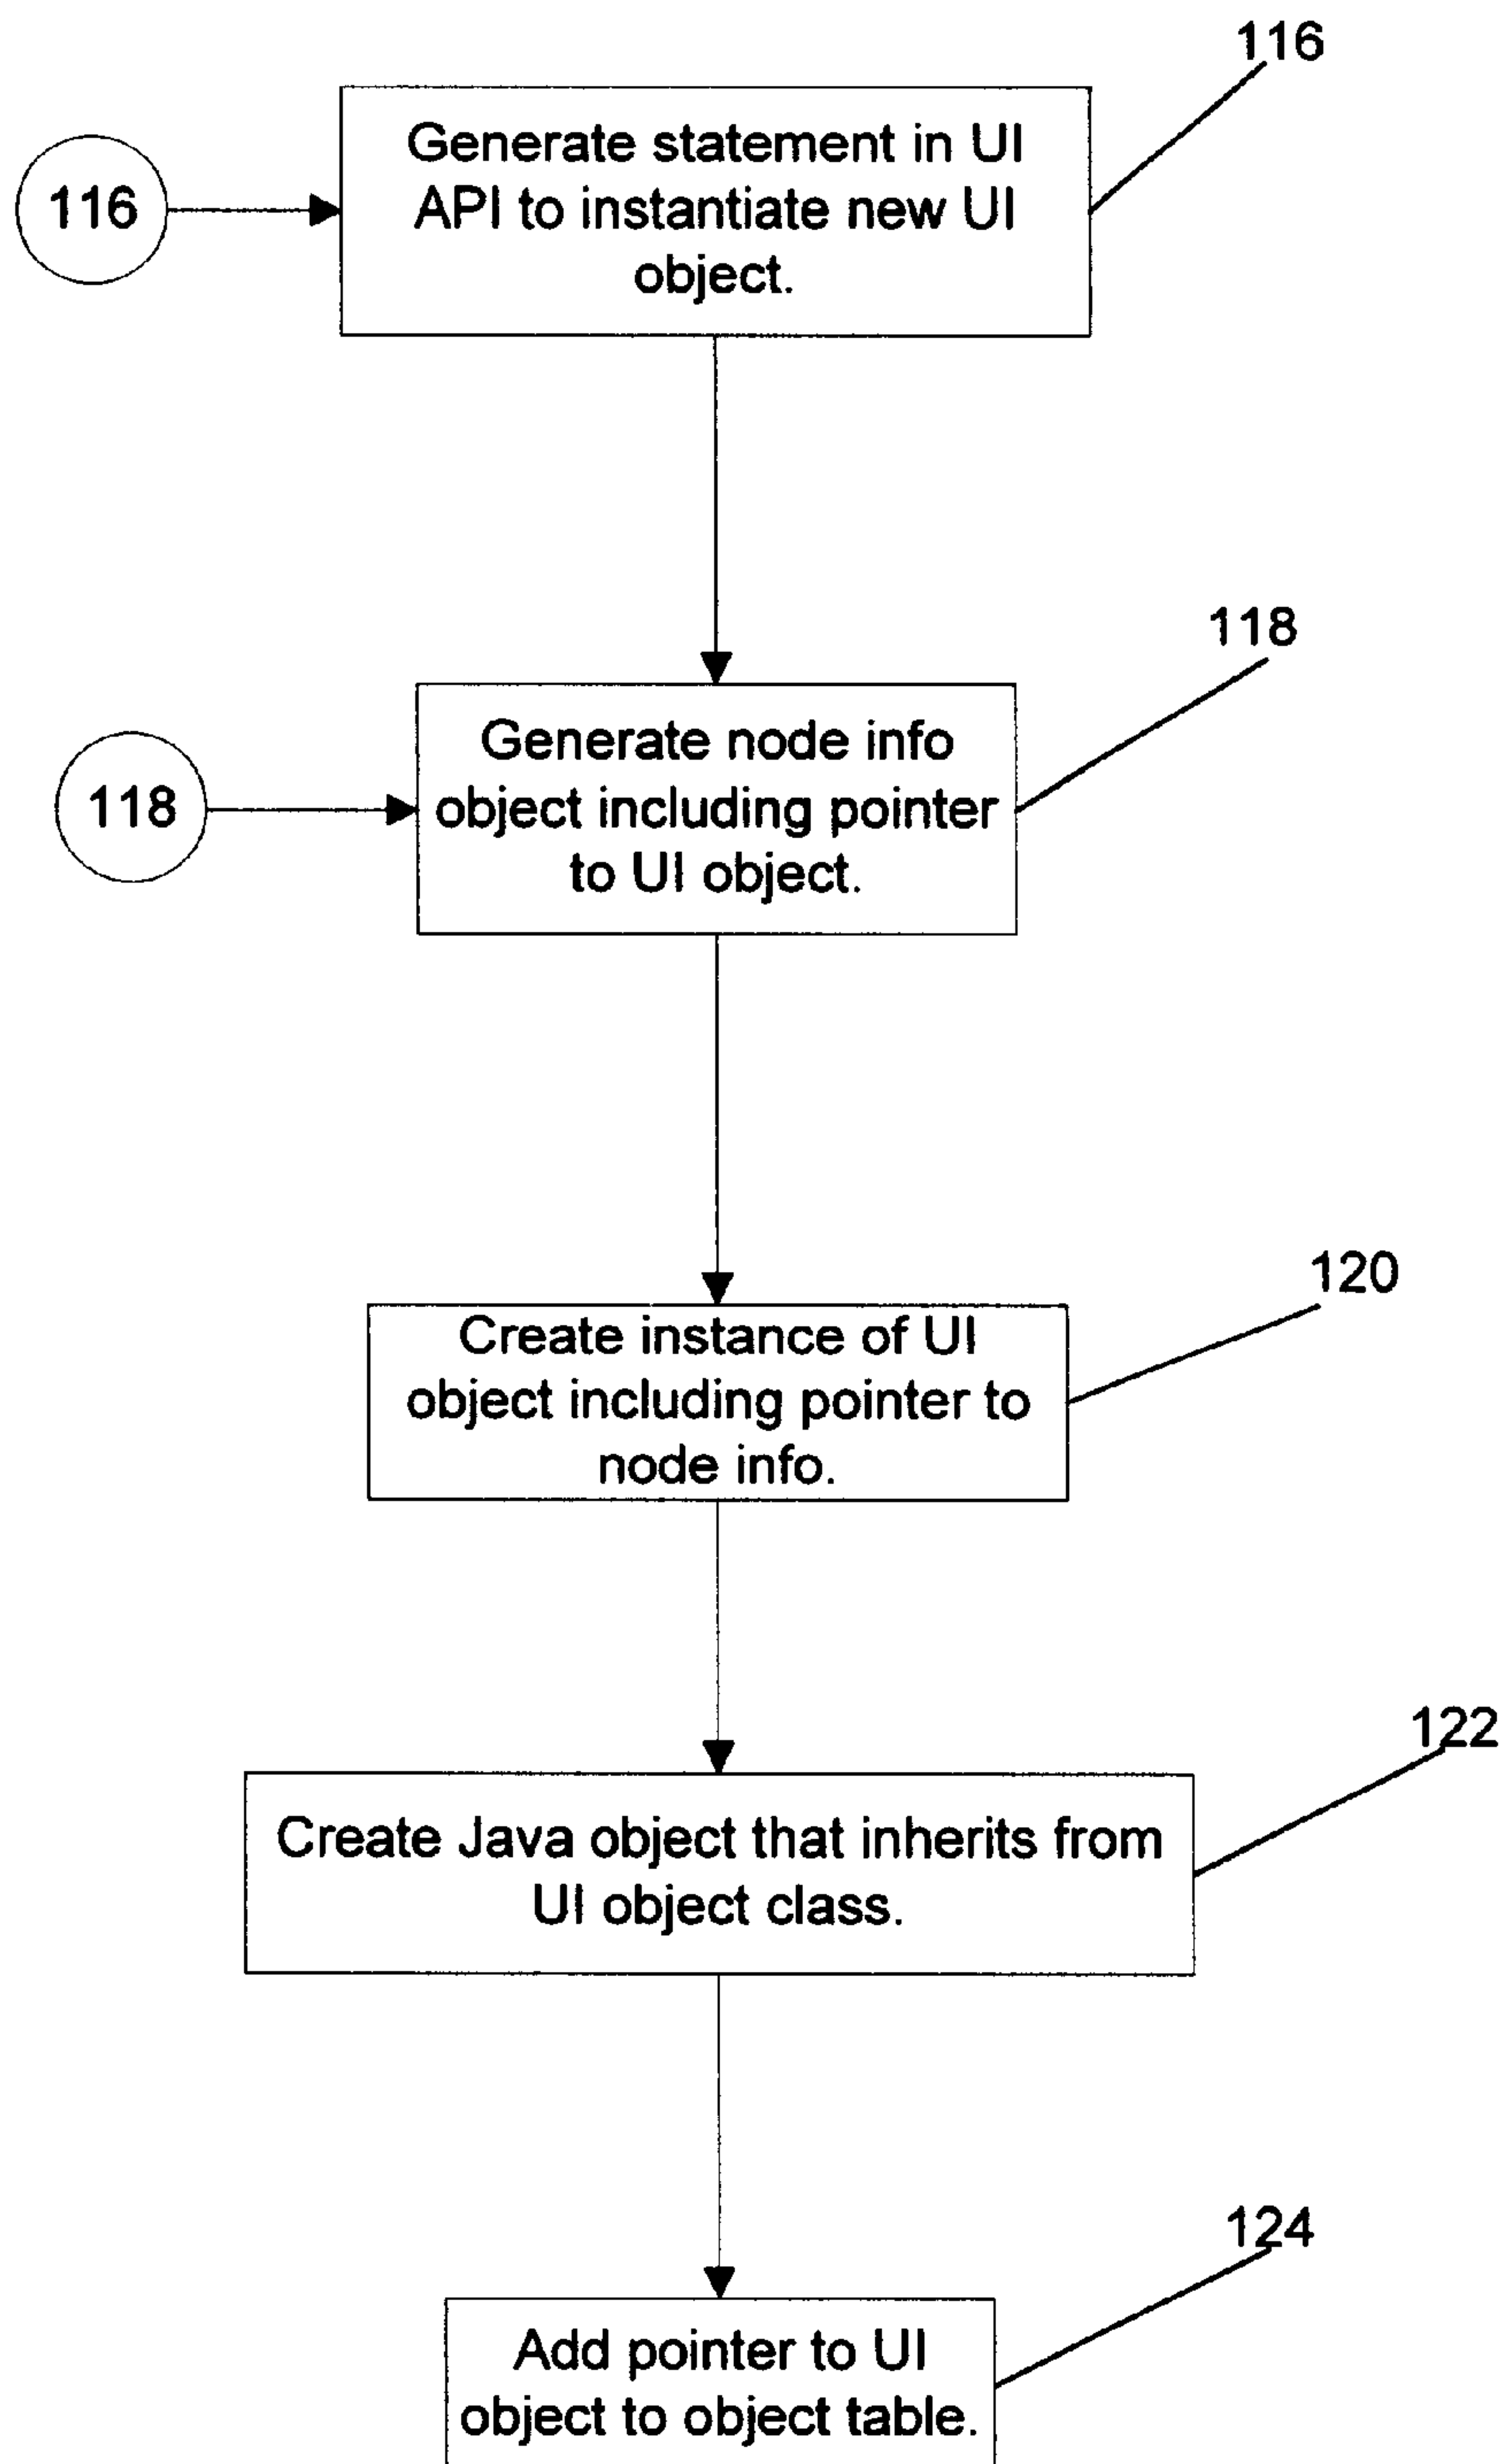 116
Generate statement in UI
API to instantiate new UI
object.
116
118
Generate node info
object including pointer
to UI object.
118
120
Create instance of UI
object including pointer to
node info.
122
Create Java object that inherits from
UI object class.
124
Add pointer to UI
object to object table.